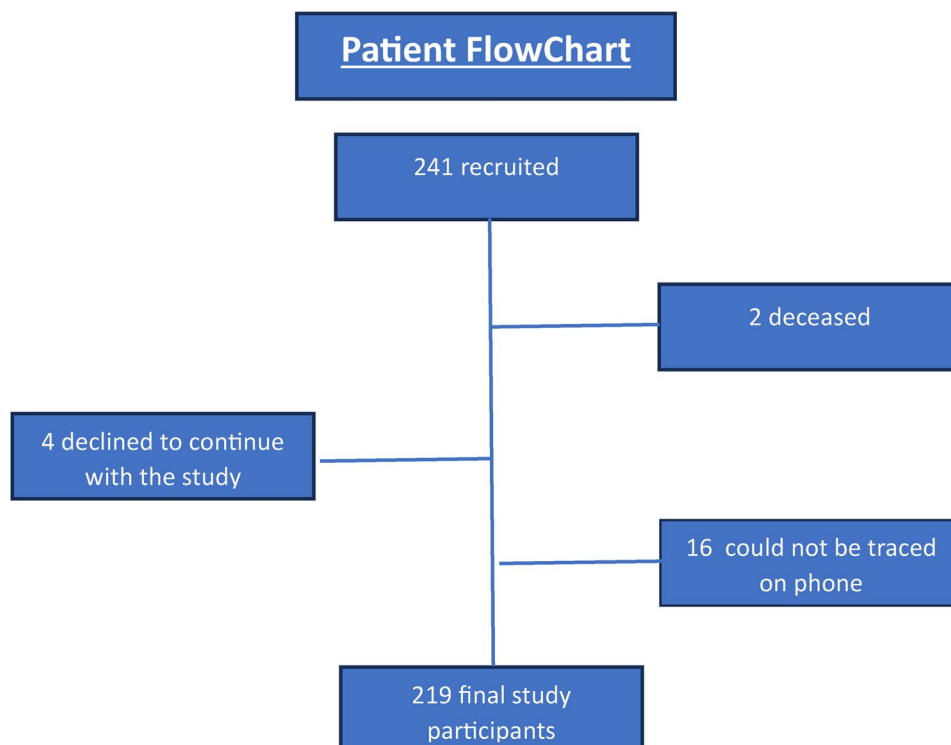 Patient FlowChart
241 recruited
2 deceased
4 declined to continue
with the study
16  could not be traced
on phone
219 final study
participants